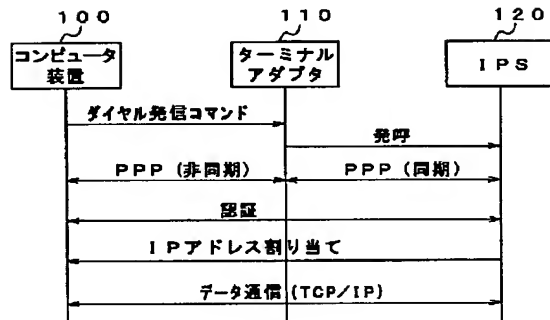 100 110 120
コンピュータ装置 ターミナルアダプタ IPS
ダイヤル発信コマンド
発呼
PPP (非同期) PPP (同期)
認証
IPアドレス割り当て
データ通信 (TCP/IP)